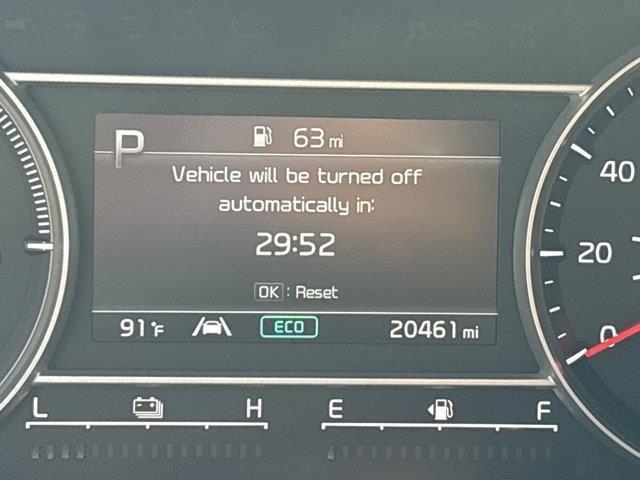 P
63 mi
Vehicle will be turned off
automatically in:
29:52
OK : Reset
91°F ECO 20461 mi
40
20
0
L H E F